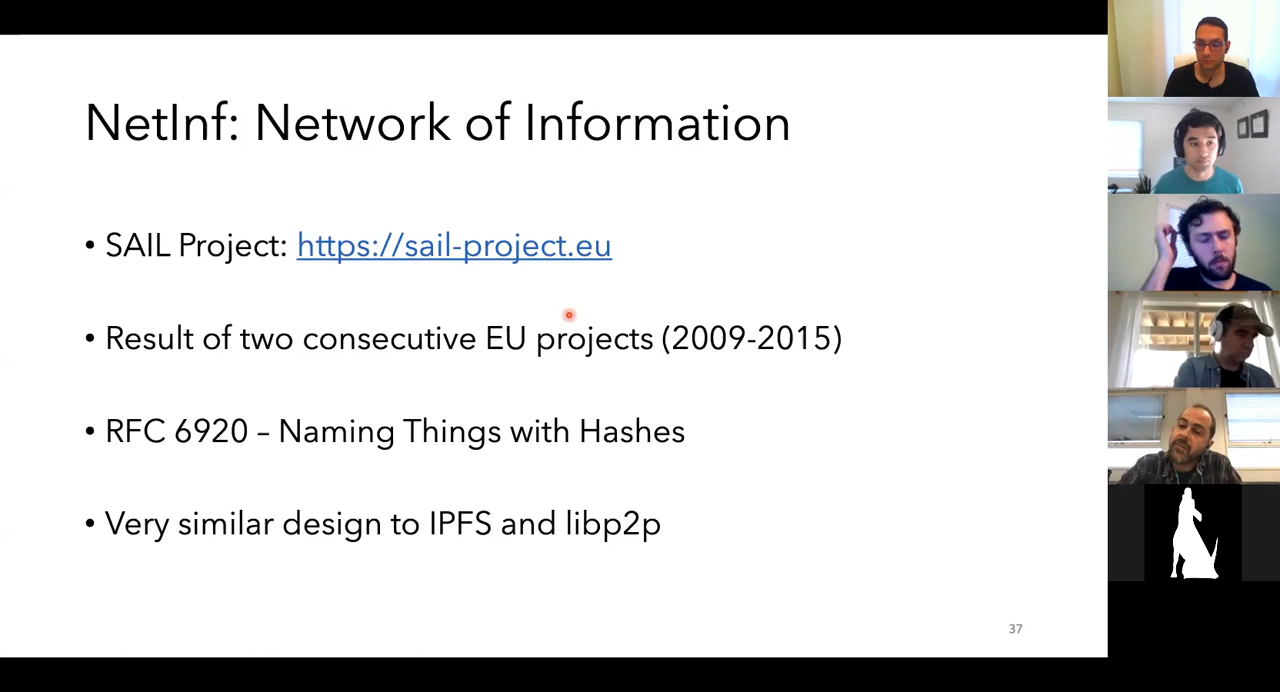 NetInf: Network of Information
• SAIL Project: https://sail-project.eu
• Result of two consecutive EU projects (2009-2015)
• RFC 6920 – Naming Things with Hashes
• Very similar design to IPFS and libp2p
37